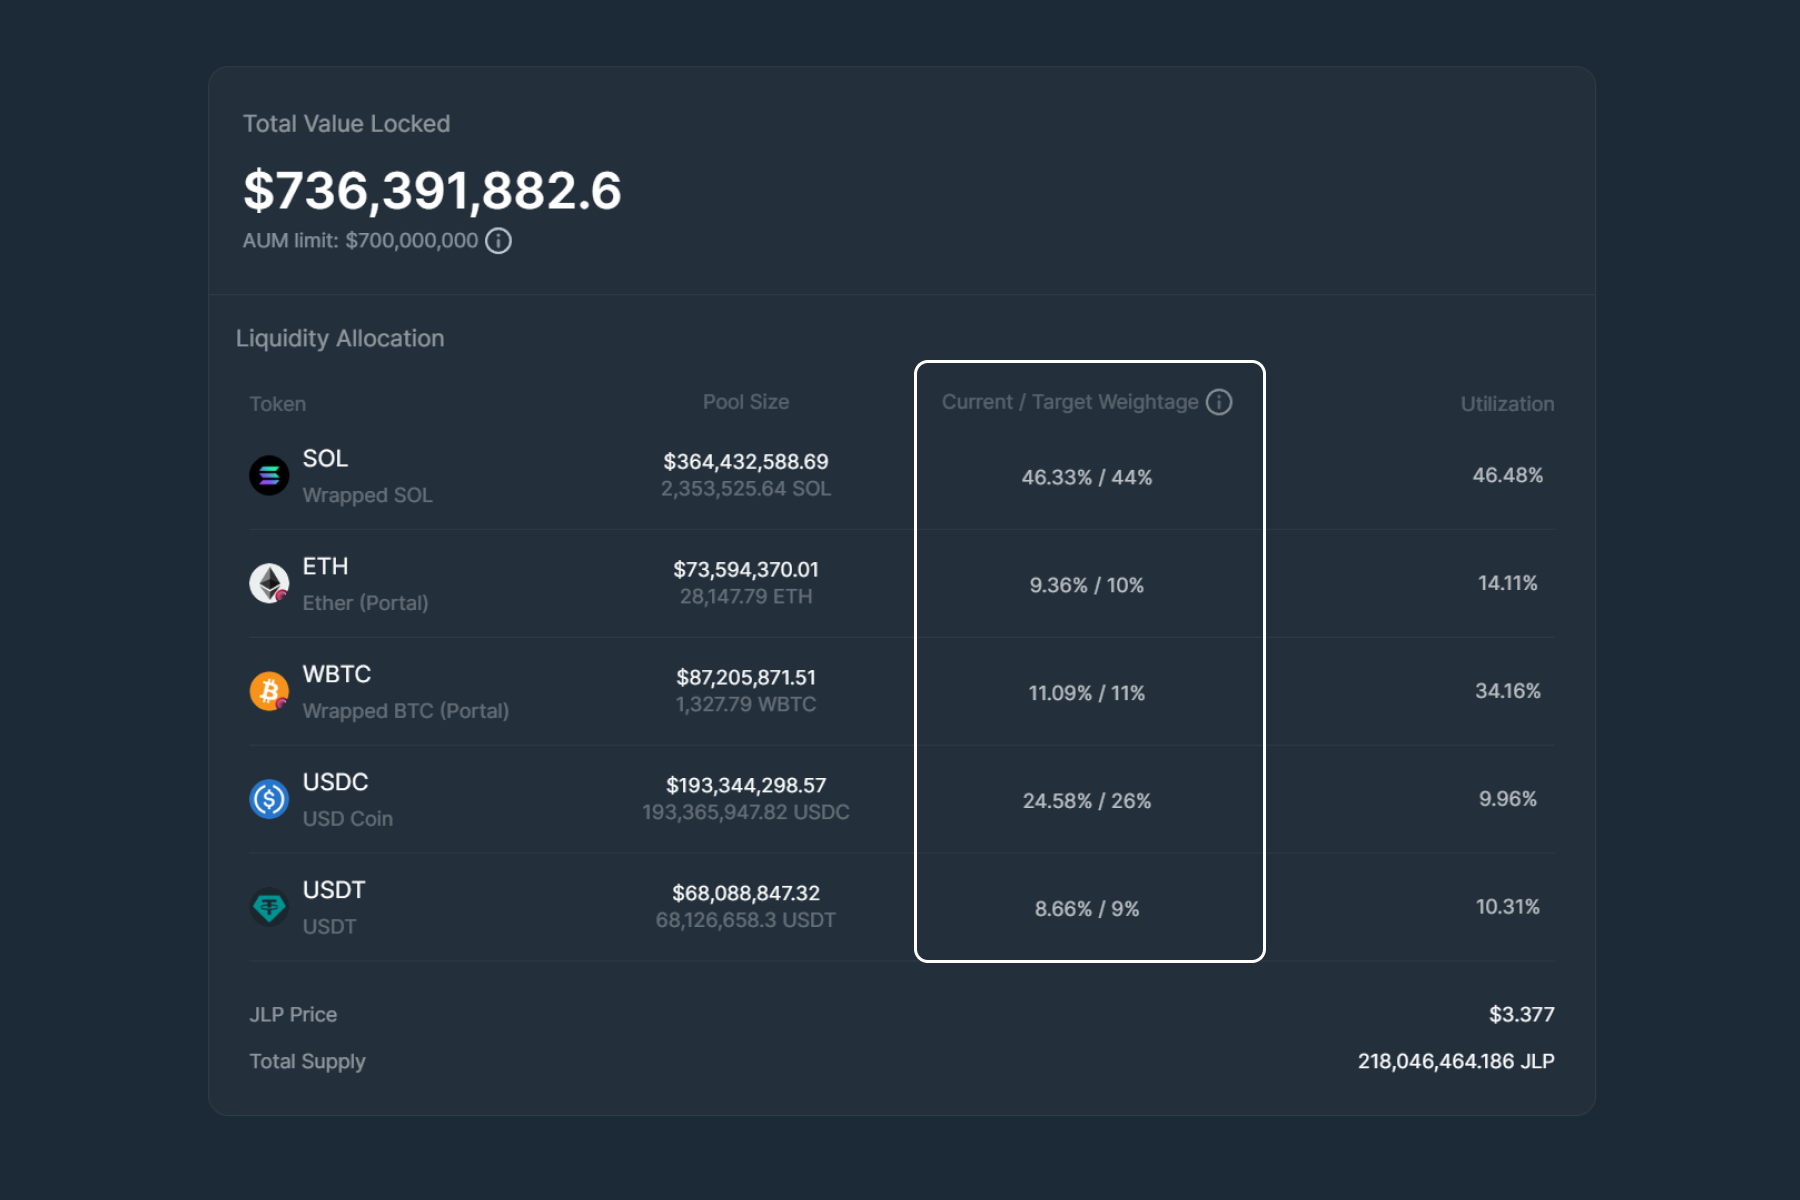 Total Value Locked
$736,391,882.6
AUM limit: $700,000,000
Liquidity Allocation
Token Pool Size Current / Target Weightage Utilization
SOL
Wrapped SOL
$364,432,588.69
2,353,525.64 SOL
46.33% / 44%
46.48%
ETH
Ether (Portal)
$73,594,370.01
28,147.79 ETH
9.36% / 10%
14.11%
WBTC
Wrapped BTC (Portal)
$87,205,871.51
1,327.79 WBTC
11.09% / 11%
34.16%
USDC
USD Coin
$193,344,298.57
193,365,947.82 USDC
24.58% / 26%
9.96%
USDT
USDT
$68,088,847.32
68,126,658.3 USDT
8.66% / 9%
10.31%
JLP Price $3.377
Total Supply 218,046,464.186 JLP